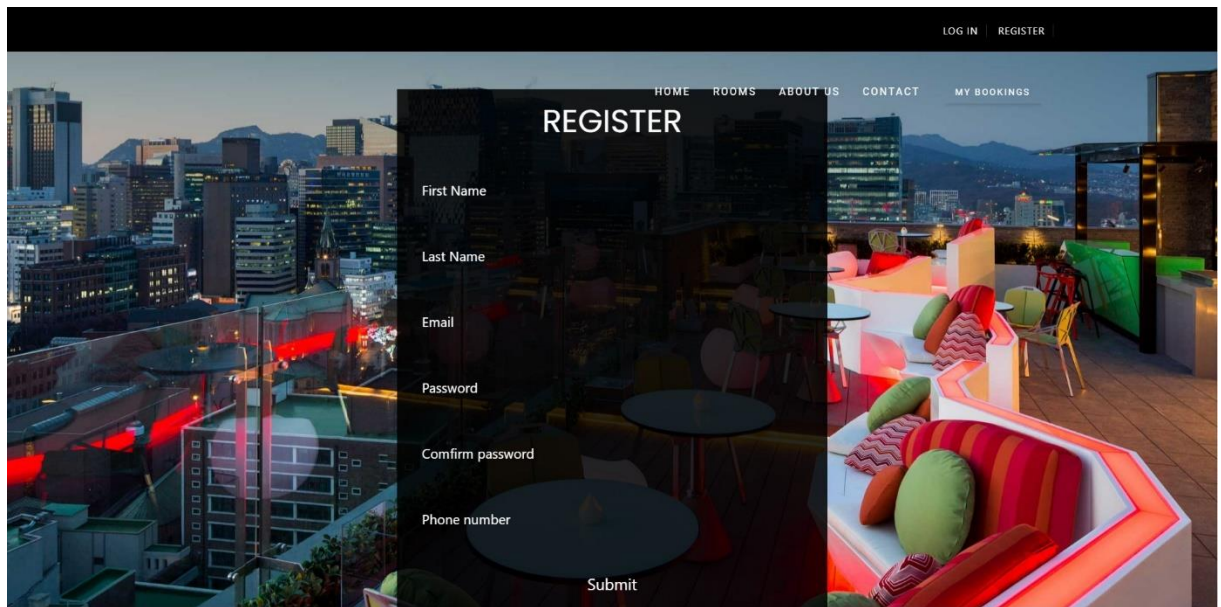 LOG IN REGISTER
HOME ROOMS ABOUT US CONTACT MY BOOKINGS
REGISTER
First Name
Last Name
Email
Password
Comfirm password
Phone number
Submit